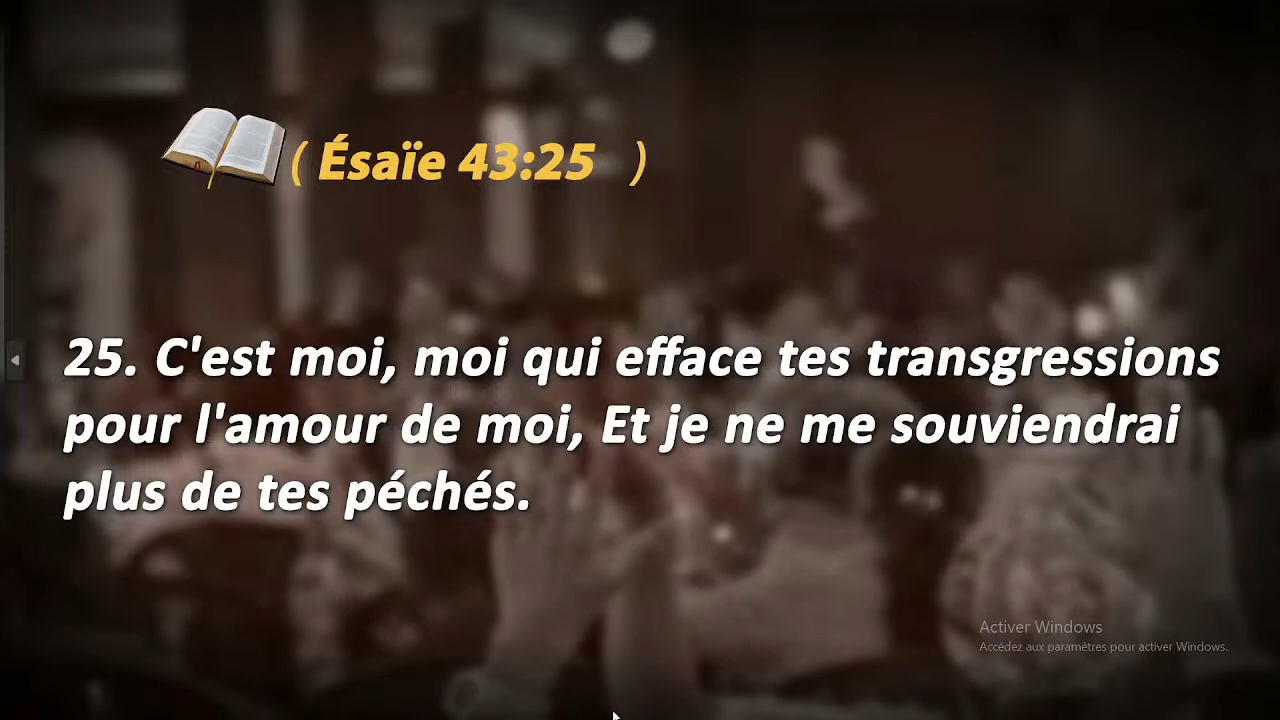 ( Ésaïe 43:25 )
25. C'est moi, moi qui efface tes transgressions
pour l'amour de moi, Et je ne me souviendrai
plus de tes péchés.
Activer Windows
Accédez aux paramètres pour activer Windows.